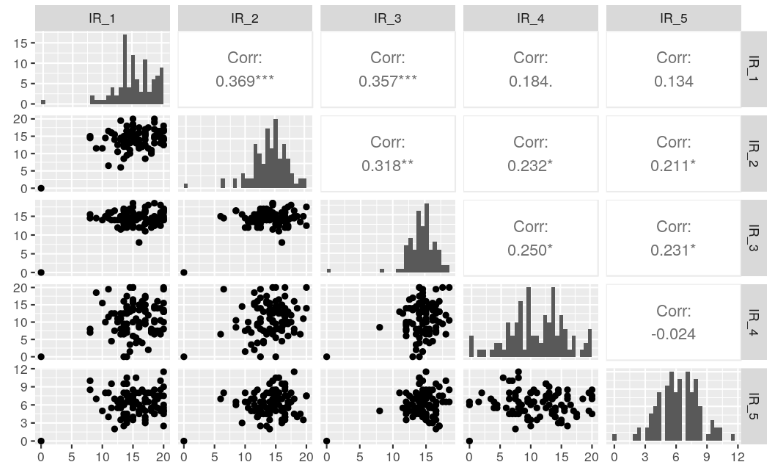 IR_1 IR_2 IR_3 IR_4 IR_5
15
10
5
0
Corr:
0.369***
Corr:
0.357***
Corr:
0.184.
Corr:
0.134
IR_1
20
15
10
5
0
Corr:
0.318**
Corr:
0.232*
Corr:
0.211*
IR_2
15
10
5
0
Corr:
0.250*
Corr:
0.231*
IR_3
20
15
10
5
0
Corr:
-0.024
IR_4
12
9
6
3
0
IR_5
0 5 10 15 20 0 5 10 15 20 0 5 10 15 0 5 10 15 20 0 3 6 9 12